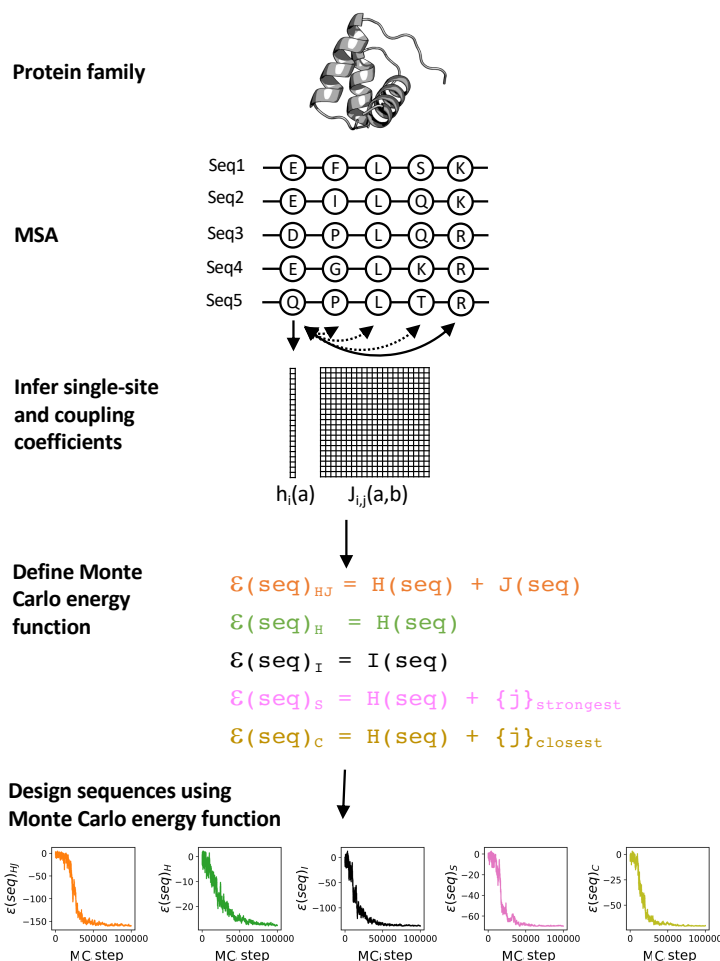 Protein family
MSA
Seq1 E F L S K
Seq2 E I L Q K
Seq3 D P L Q R
Seq4 E G L K R
Seq5 Q P L T R
Infer single-site
and coupling
coefficients
hᵢ(a) Jᵢ,ⱼ(a,b)
Define Monte
Carlo energy
function
Ɛ(seq)HJ = H(seq) + J(seq)
Ɛ(seq)H = H(seq)
Ɛ(seq)I = I(seq)
Ɛ(seq)S = H(seq) + {j}strongest
Ɛ(seq)C = H(seq) + {j}closest
Design sequences using
Monte Carlo energy function
ε(seq)HJ
0
−50
−100
−150
0 50000 100000
MC step
ε(seq)H
0
−10
−20
0 50000 100000
MC step
ε(seq)I
0
−50
−100
0 50000 100000
MCi step
ε(seq)S
0
−20
−40
−60
0 50000 100000
MC step
ε(seq)C
0
−25
−50
−75
0 50000 100000
MC step